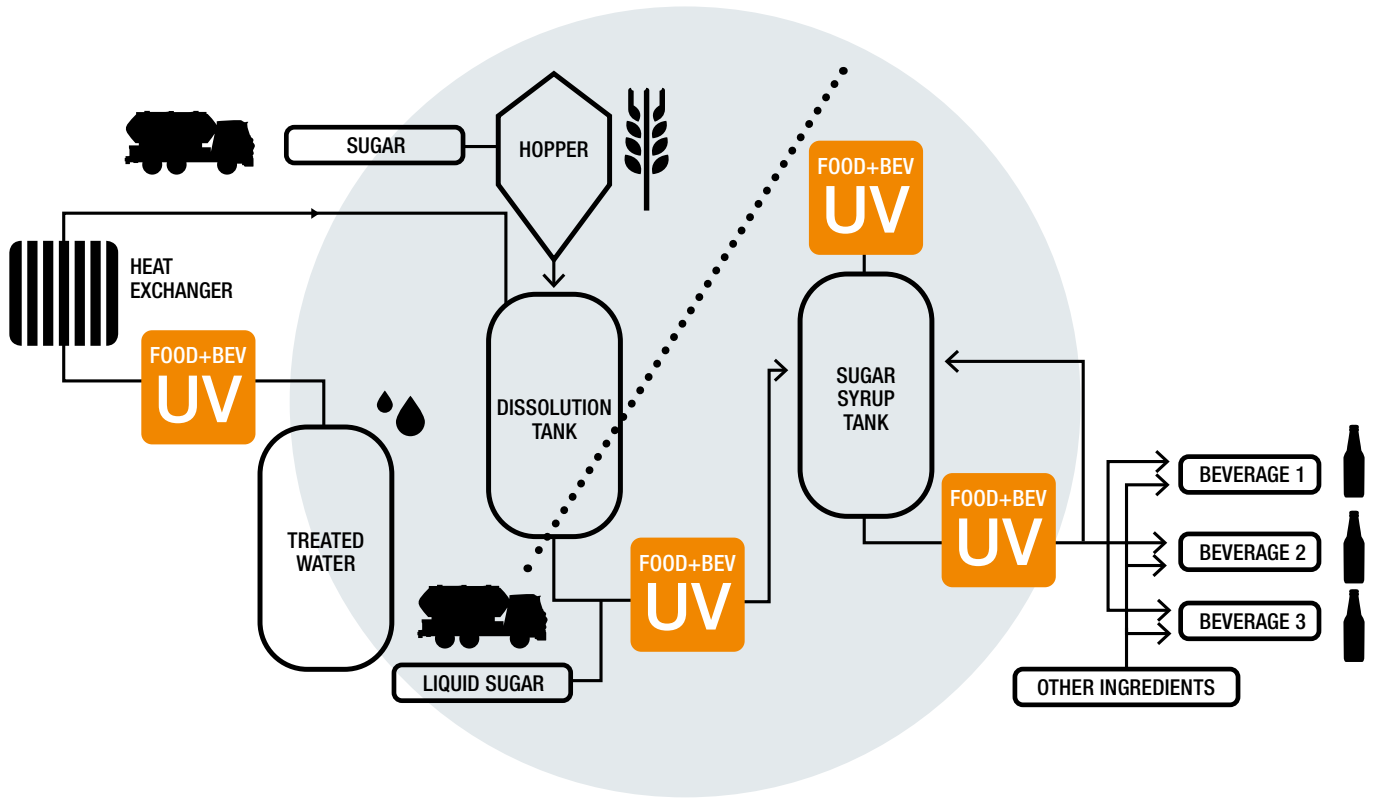 SUGAR
HOPPER
FOOD+BEV
UV
HEAT
EXCHANGER
FOOD+BEV
UV
DISSOLUTION
TANK
SUGAR
SYRUP
TANK
TREATED
WATER
FOOD+BEV
UV
FOOD+BEV
UV
BEVERAGE 1
BEVERAGE 2
BEVERAGE 3
LIQUID SUGAR
OTHER INGREDIENTS